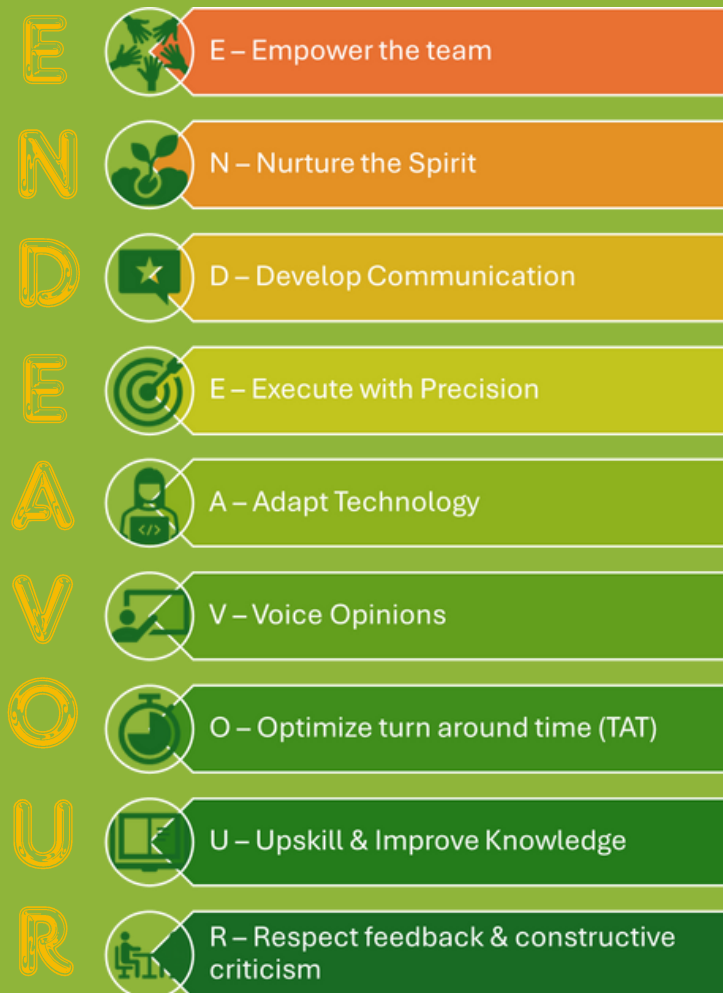 E
E – Empower the team
N
N – Nurture the Spirit
D
D – Develop Communication
E
E – Execute with Precision
A
</>
A – Adapt Technology
V
V – Voice Opinions
O
O – Optimize turn around time (TAT)
U
U – Upskill & Improve Knowledge
R
R – Respect feedback & constructive
criticism